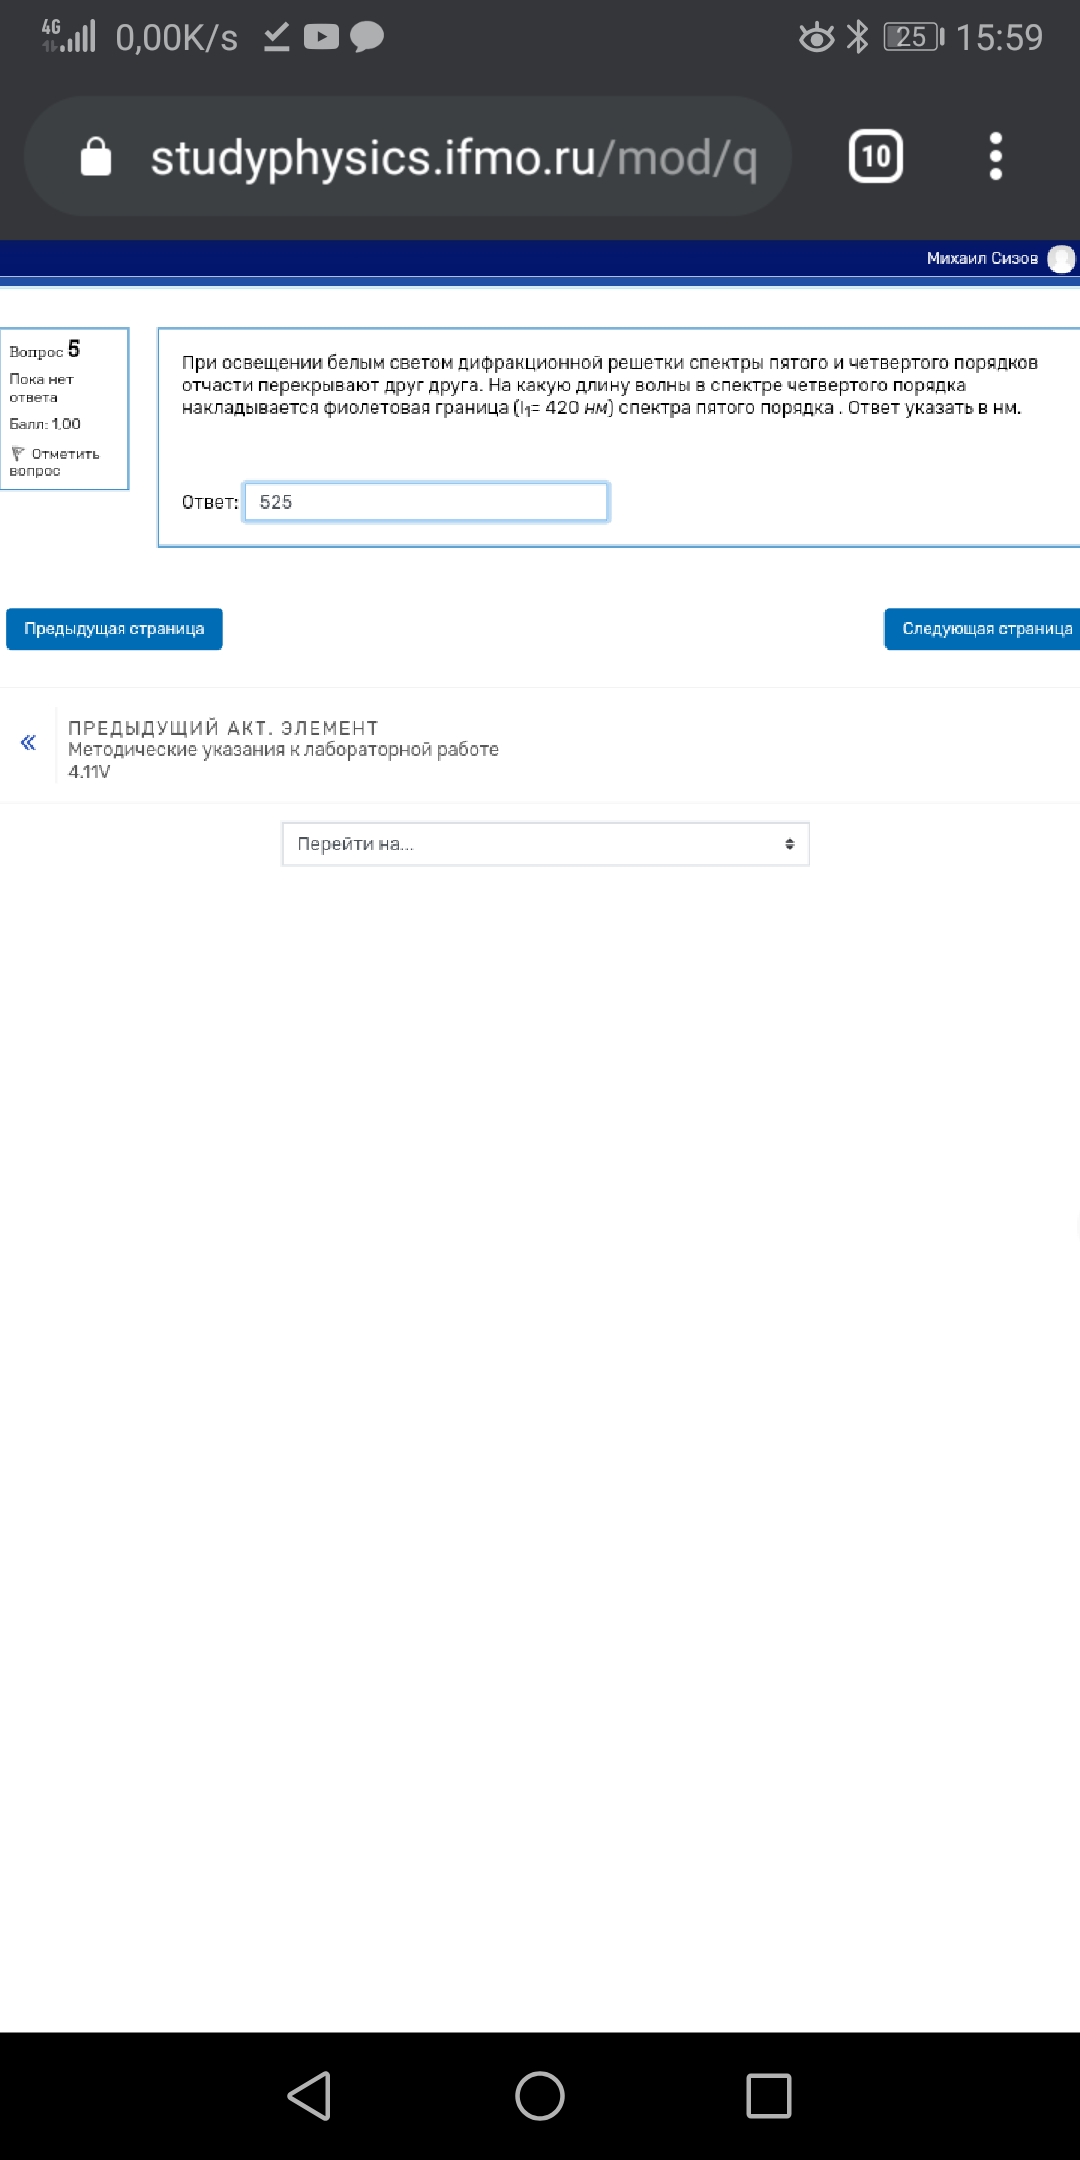 4G 0,00K/s 25 15:59
studyphysics.ifmo.ru/mod/q 10
Михаил Сизов
Вопрос 5
Пока нет
ответа
Балл: 1,00
Отметить
вопрос
При освещении белым светом дифракционной решетки спектры пятого и четвертого порядков
отчасти перекрывают друг друга. На какую длину волны в спектре четвертого порядка
накладывается фиолетовая граница (l1= 420 нм) спектра пятого порядка . Ответ указать в нм.
Ответ: 525
Предыдущая страница
Следующая страница
« ПРЕДЫДУЩИЙ АКТ. ЭЛЕМЕНТ
Методические указания к лабораторной работе
4.11V
Перейти на...